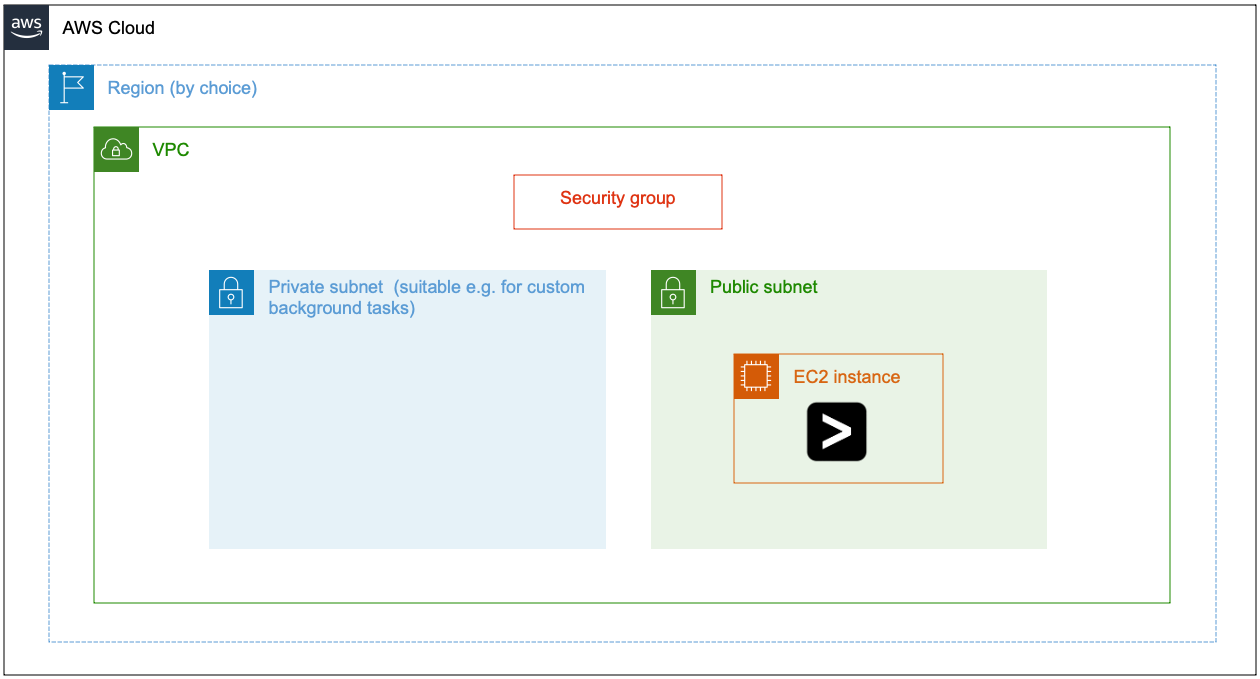 aws
AWS Cloud
Region (by choice)
VPC
Security group
Private subnet  (suitable e.g. for custom
background tasks)
Public subnet
EC2 instance